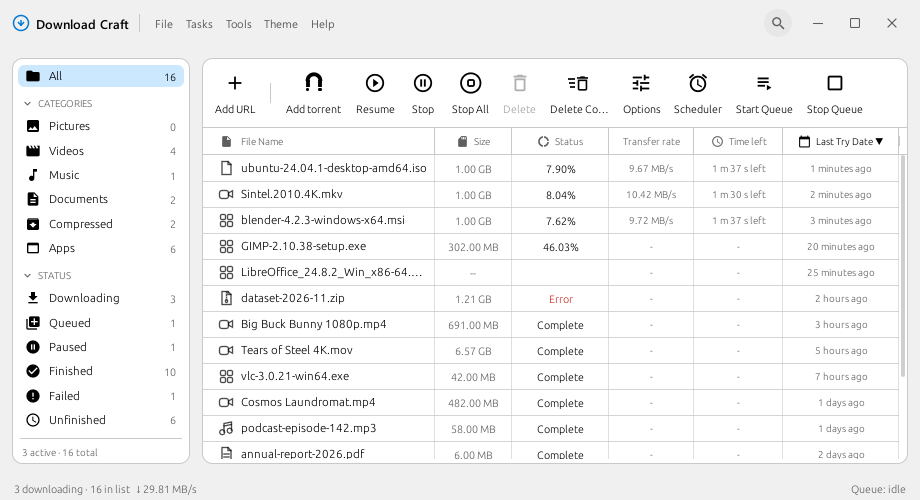 Download Craft File Tasks Tools Theme Help
All 16
CATEGORIES
Pictures 0
Videos 4
Music 1
Documents 2
Compressed 2
Apps 6
STATUS
Downloading 3
Queued 1
Paused 1
Finished 10
Failed 1
Unfinished 6
3 active · 16 total
Add URL Add torrent Resume Stop Stop All Delete Delete Co... Options Scheduler Start Queue Stop Queue
File Name Size Status Transfer rate Time left Last Try Date ▼
ubuntu-24.04.1-desktop-amd64.iso 1.00 GB 7.90% 9.67 MB/s 1 m 37 s left 1 minutes ago
Sintel.2010.4K.mkv 1.00 GB 8.04% 10.42 MB/s 1 m 30 s left 2 minutes ago
blender-4.2.3-windows-x64.msi 1.00 GB 7.62% 9.72 MB/s 1 m 37 s left 3 minutes ago
GIMP-2.10.38-setup.exe 302.00 MB 46.03% - - 20 minutes ago
LibreOffice_24.8.2_Win_x86-64.... -- - - 25 minutes ago
dataset-2026-11.zip 1.21 GB Error - - 2 hours ago
Big Buck Bunny 1080p.mp4 691.00 MB Complete - - 3 hours ago
Tears of Steel 4K.mov 6.57 GB Complete - - 5 hours ago
vlc-3.0.21-win64.exe 42.00 MB Complete - - 7 hours ago
Cosmos Laundromat.mp4 482.00 MB Complete - - 1 days ago
podcast-episode-142.mp3 58.00 MB Complete - - 1 days ago
annual-report-2026.pdf 6.00 MB Complete - - 2 days ago
3 downloading · 16 in list ↓ 29.81 MB/s Queue: idle